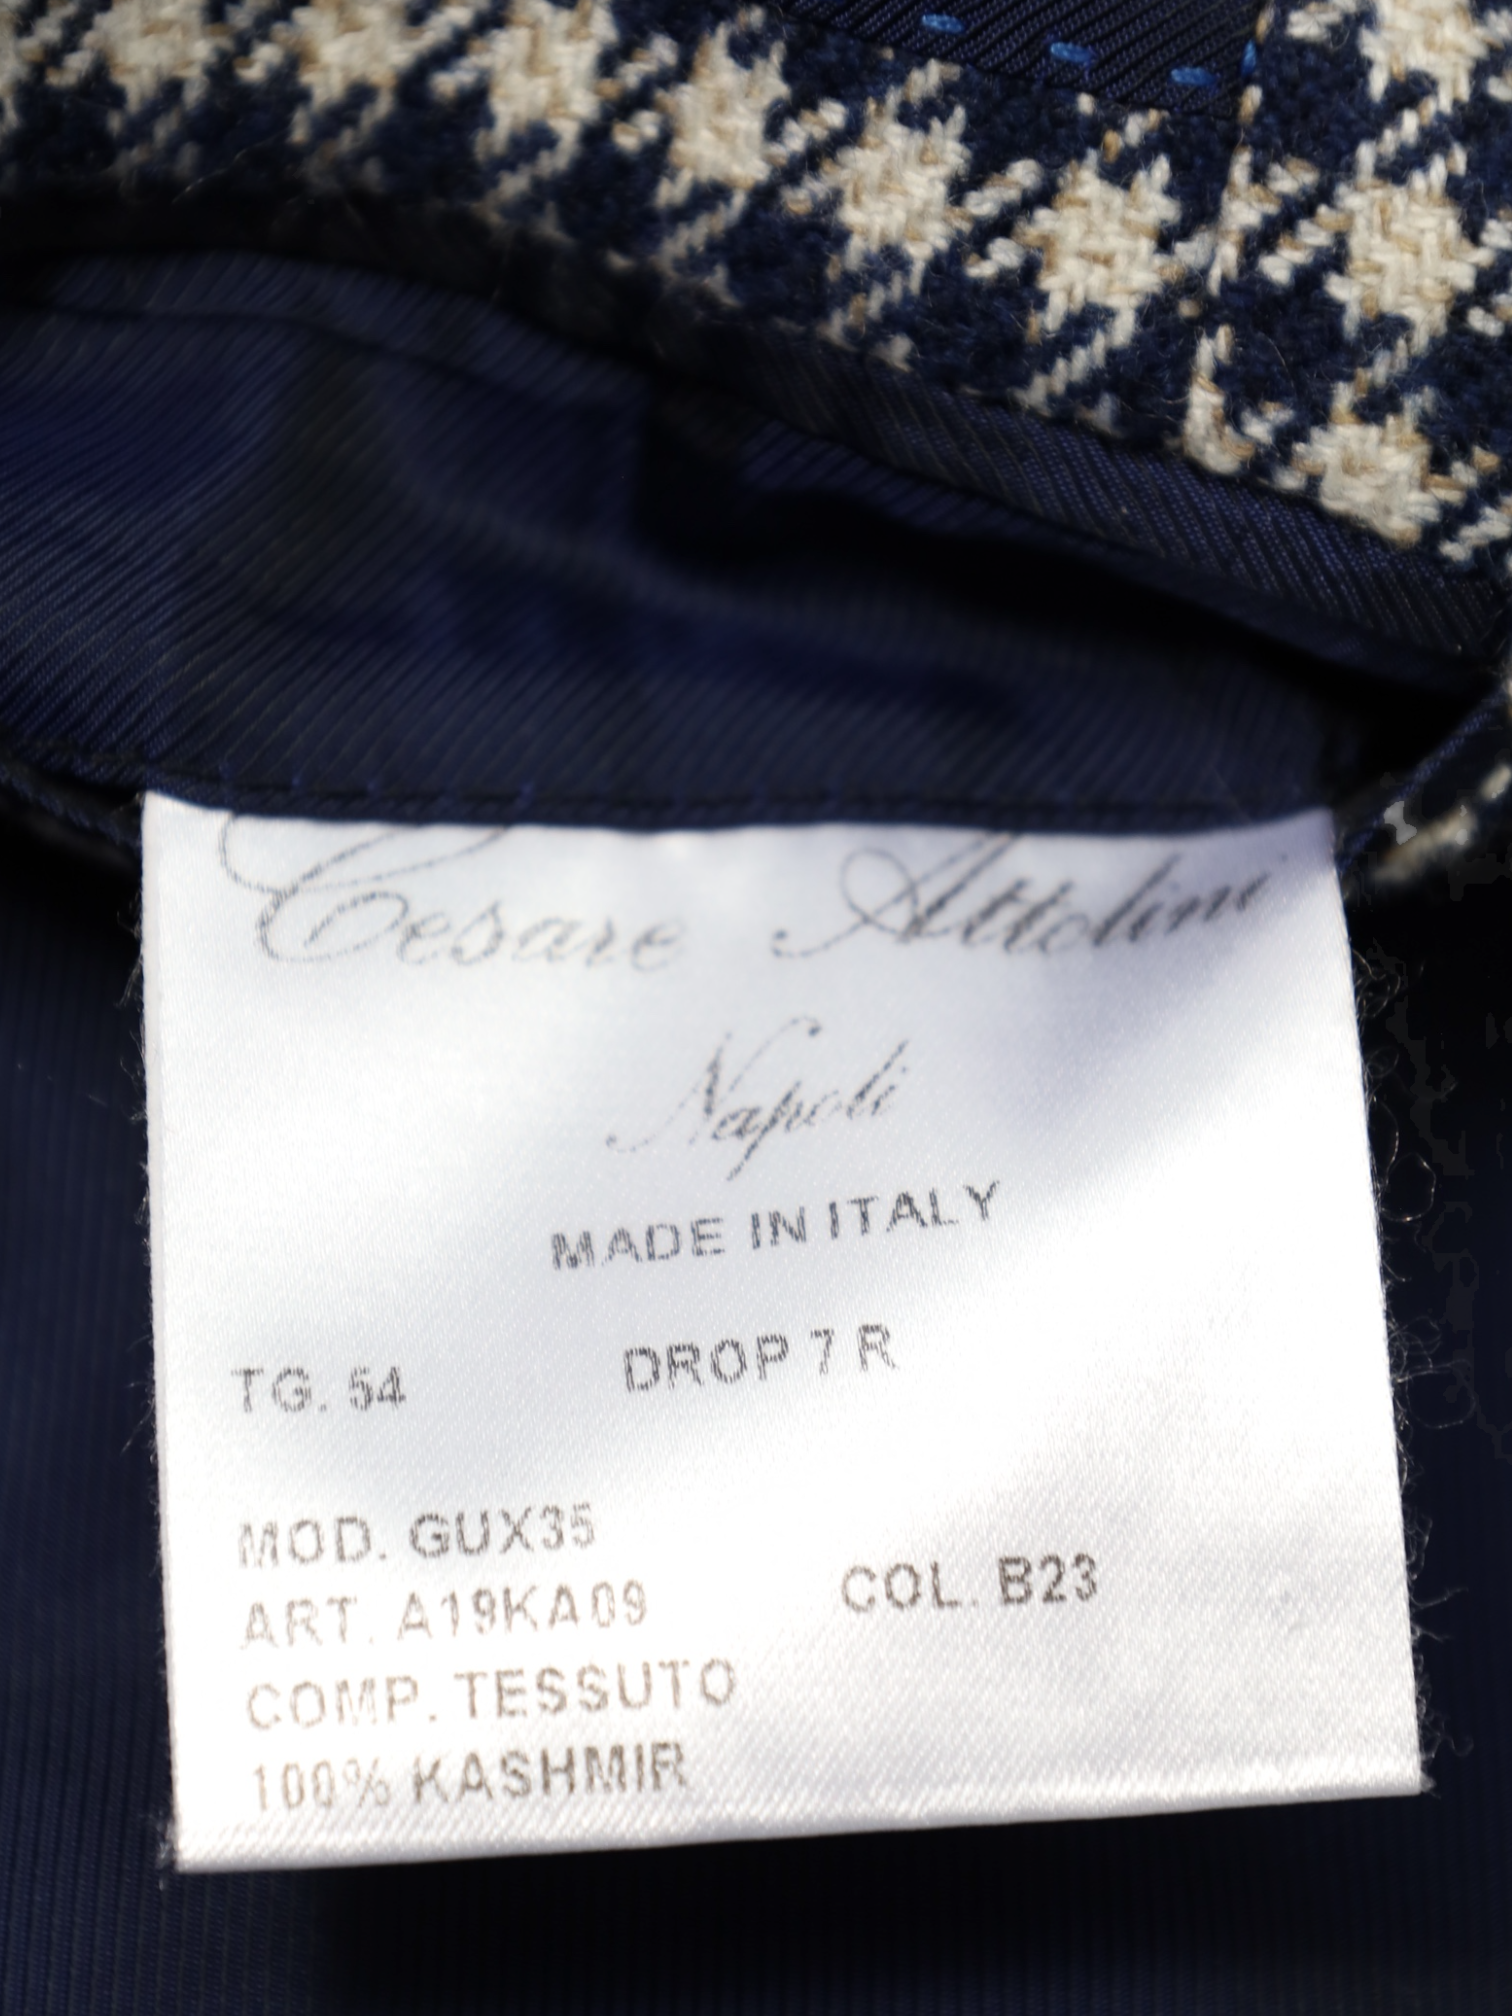 Cesare Attolini
Napoli
MADE IN ITALY
TG. 54 DROP 7 R
MOD. GUX35
ART. A19KA09 COL. B23
COMP. TESSUTO
100% KASHMIR